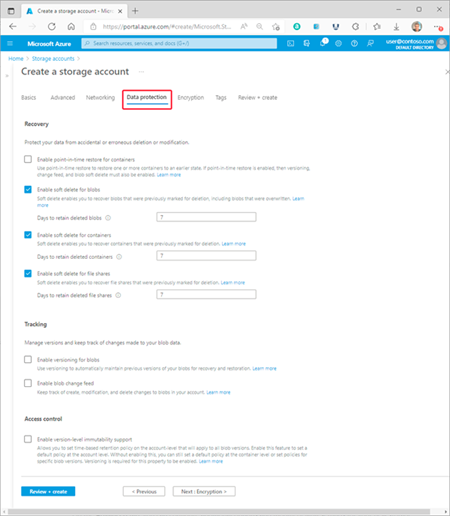 Create a storage account - Micr
https://portal.azure.com/#create/Microsoft.St...
Microsoft Azure
Search resources, services, and docs (G+/)
user@contoso.com
DEFAULT DIRECTORY
Home > Storage accounts >
Create a storage account ...
Basics Advanced Networking Data protection Encryption Tags Review + create
Recovery
Protect your data from accidental or erroneous deletion or modification.
Enable point-in-time restore for containers
Use point-in-time restore to restore one or more containers to an earlier state. If point-in-time restore is enabled, then versioning,
change feed, and blob soft delete must also be enabled. Learn more
Enable soft delete for blobs
Soft delete enables you to recover blobs that were previously marked for deletion, including blobs that were overwritten. Learn
more
Days to retain deleted blobs 7
Enable soft delete for containers
Soft delete enables you to recover containers that were previously marked for deletion. Learn more
Days to retain deleted containers 7
Enable soft delete for file shares
Soft delete enables you to recover file shares that were previously marked for deletion. Learn more
Days to retain deleted file shares 7
Tracking
Manage versions and keep track of changes made to your blob data.
Enable versioning for blobs
Use versioning to automatically maintain previous versions of your blobs for recovery and restoration. Learn more
Enable blob change feed
Keep track of create, modification, and delete changes to blobs in your account. Learn more
Access control
Enable version-level immutability support
Allows you to set time-based retention policy on the account-level that will apply to all blob versions. Enable this feature to set a
default policy at the account level. Without enabling this, you can still set a default policy at the container level or set policies for
specific blob versions. Versioning is required for this property to be enabled. Learn more
Review + create < Previous Next : Encryption >